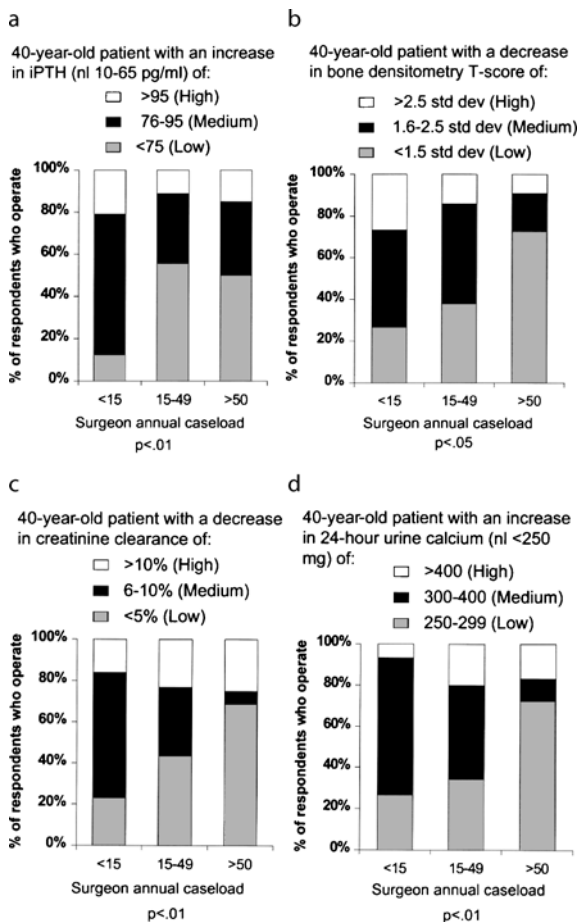 a
40-year-old patient with an increase
in iPTH (nl 10-65 pg/ml) of:
>95 (High)
76-95 (Medium)
<75 (Low)
% of respondents who operate
100%
80%
60%
40%
20%
0%
<15 15-49 >50
Surgeon annual caseload
p<.01
b
40-year-old patient with a decrease
in bone densitometry T-score of:
>2.5 std dev (High)
1.6-2.5 std dev (Medium)
<1.5 std dev (Low)
% of respondents who operate
100%
80%
60%
40%
20%
0%
<15 15-49 >50
Surgeon annual caseload
p<.05
c
40-year-old patient with a decrease
in creatinine clearance of:
>10% (High)
6-10% (Medium)
<5% (Low)
% of respondents who operate
100%
80%
60%
40%
20%
0%
<15 15-49 >50
Surgeon annual caseload
p<.01
d
40-year-old patient with an increase
in 24-hour urine calcium (nl <250
mg) of:
>400 (High)
300-400 (Medium)
250-299 (Low)
% of respondents who operate
100%
80%
60%
40%
20%
0%
<15 15-49 >50
Surgeon annual caseload
p<.01